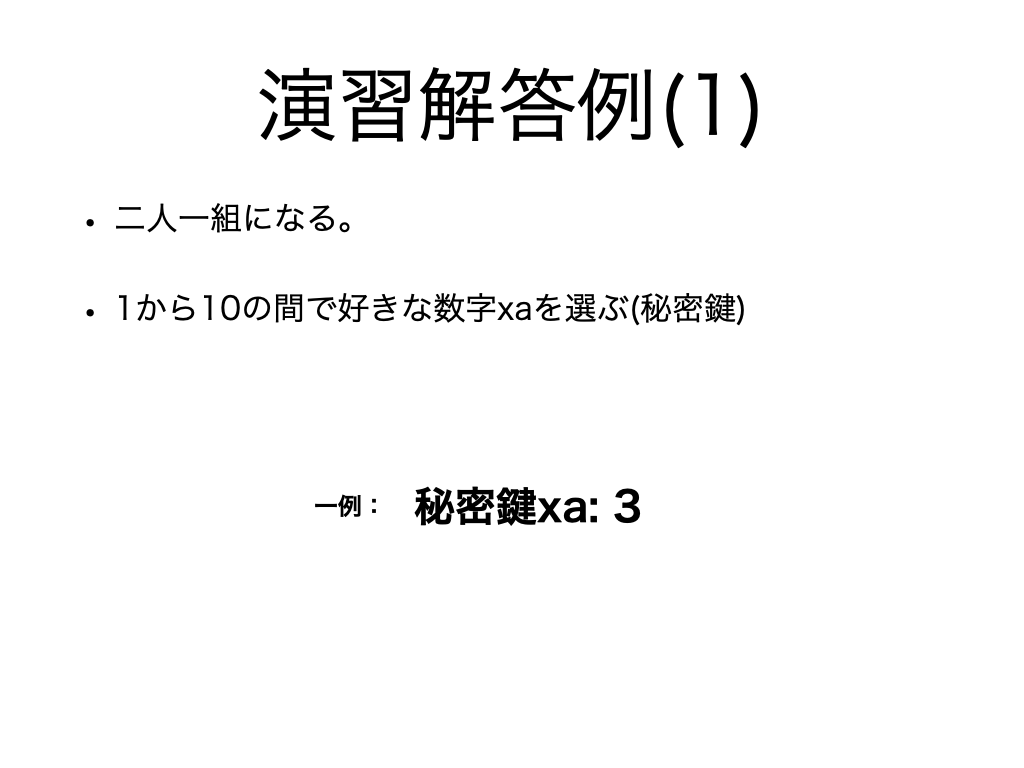 演習解答例(1)
• 二人一組になる。
• 1から10の間で好きな数字xaを選ぶ(秘密鍵)
一例： 秘密鍵xa: 3